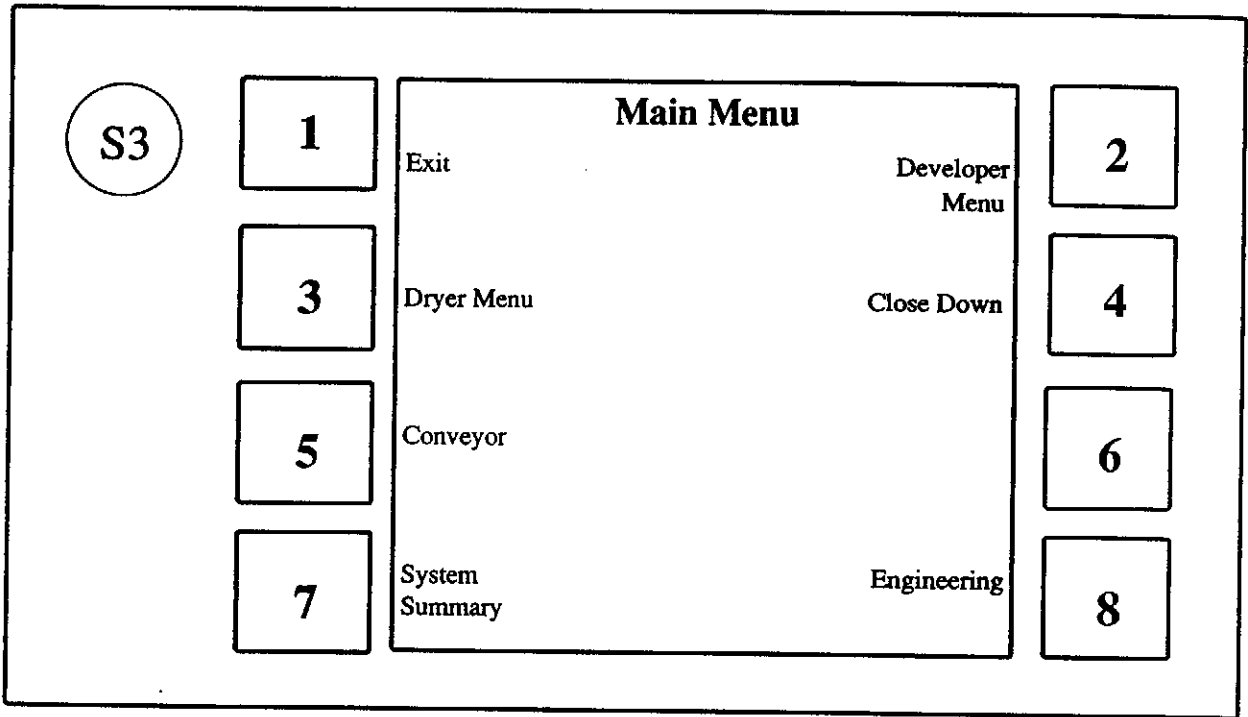 Main Menu
S3
1
Exit
Developer
Menu
2
3
Dryer Menu
Close Down
4
5
Conveyor
6
7
System
Summary
Engineering
8